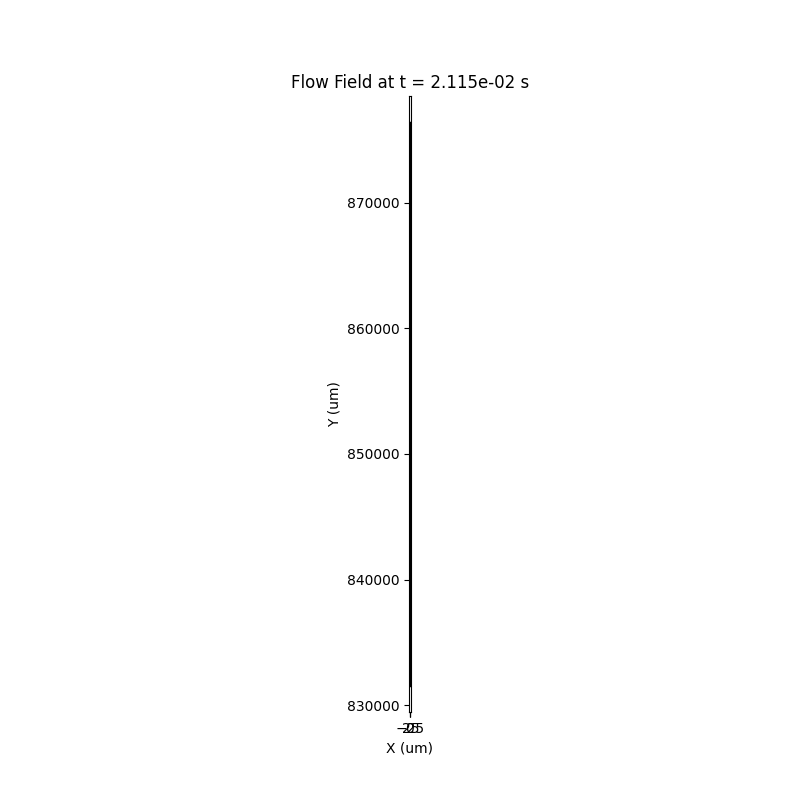 Flow Field at t = 2.115e-02 s
870000
860000
850000
840000
830000
Y (um)
X (um)